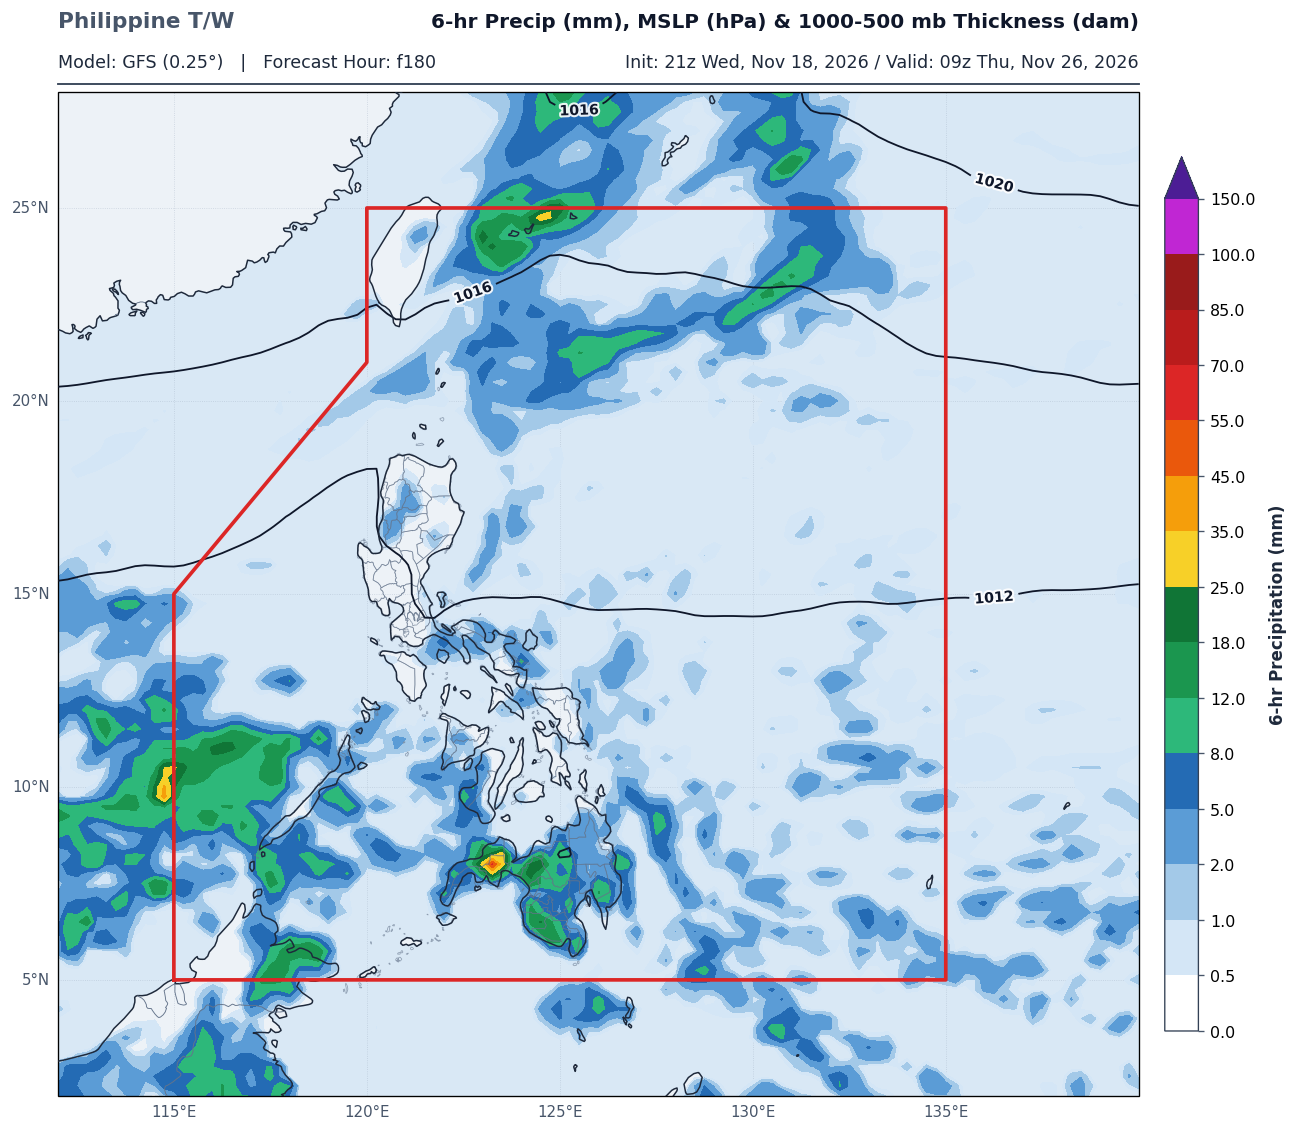 Philippine T/W
6-hr Precip (mm), MSLP (hPa) & 1000-500 mb Thickness (dam)
Model: GFS (0.25°) | Forecast Hour: f180
Init: 21z Wed, Nov 18, 2026 / Valid: 09z Thu, Nov 26, 2026
1016
1020
1016
1012
25°N
20°N
15°N
10°N
5°N
115°E
120°E
125°E
130°E
135°E
150.0
100.0
85.0
70.0
55.0
45.0
35.0
25.0
18.0
12.0
8.0
5.0
2.0
1.0
0.5
0.0
6-hr Precipitation (mm)